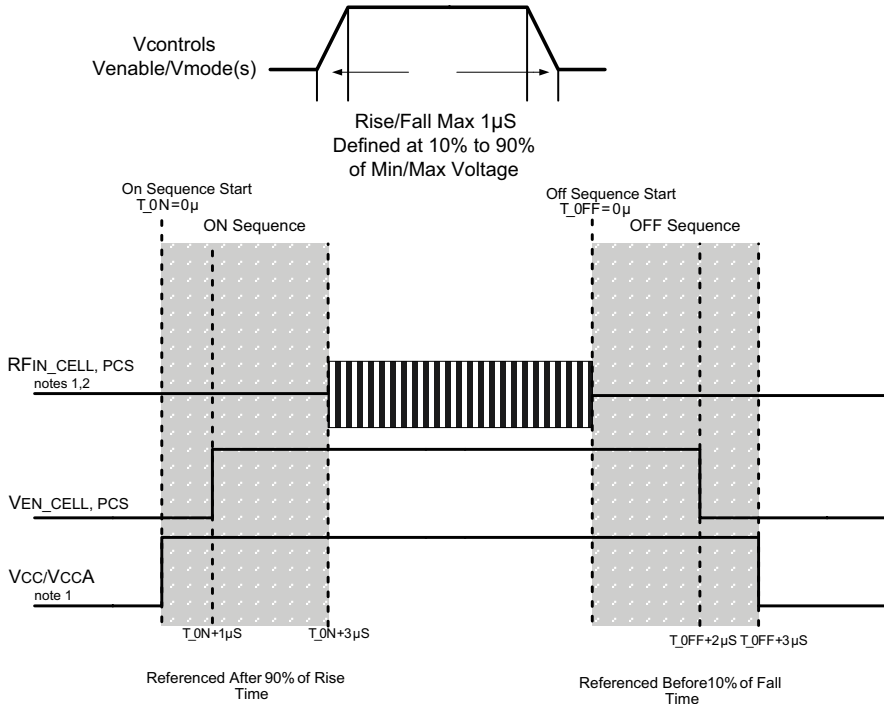 Vcontrols
Venable/Vmode(s)
Rise/Fall Max 1µS
Defined at 10% to 90%
of Min/Max Voltage
On Sequence Start
T_0N=0µ
ON Sequence
Off Sequence Start
T_0FF=0µ
OFF Sequence
RFIN_CELL, PCS
notes 1,2
VEN_CELL, PCS
VCC/VCCA
note 1
T_0N+1µS
T_0N+3µS
T_0FF+2µS
T_0FF+3µS
Referenced After 90% of Rise
Time
Referenced Before10% of Fall
Time